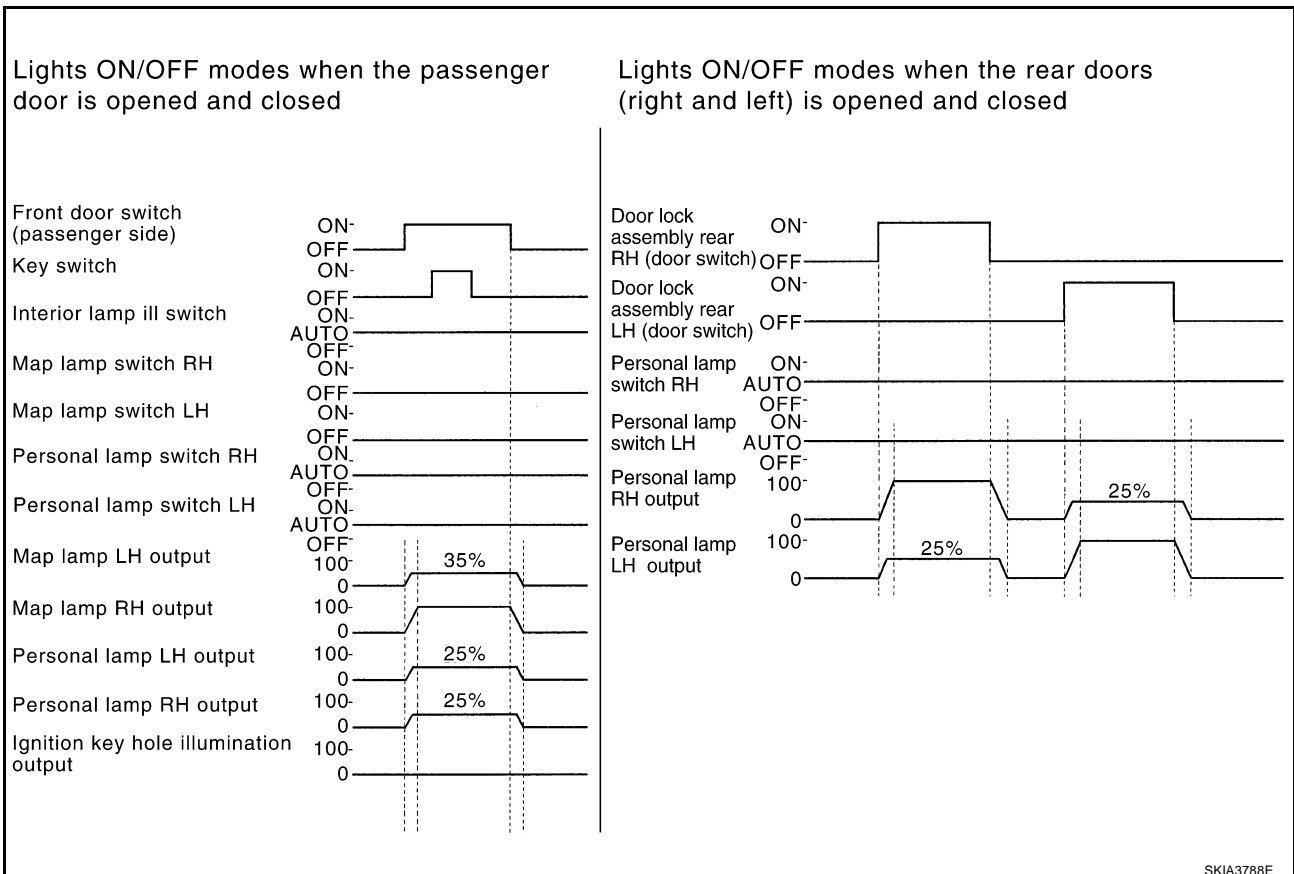 Lights ON/OFF modes when the passenger
door is opened and closed
Front door switch
(passenger side)
ON-
OFF
Key switch
ON-
OFF
Interior lamp ill switch
ON-
AUTO
OFF-
Map lamp switch RH
ON-
OFF
Map lamp switch LH
ON-
OFF
Personal lamp switch RH
ON-
AUTO
OFF-
Personal lamp switch LH
ON-
AUTO
OFF-
Map lamp LH output
100-
35%
0
Map lamp RH output
100-
0
Personal lamp LH output
100-
25%
0
Personal lamp RH output
100-
25%
0
Ignition key hole illumination
output
100-
0
Lights ON/OFF modes when the rear doors
(right and left) is opened and closed
Door lock
assembly rear
RH (door switch)
ON-
OFF
Door lock
assembly rear
LH (door switch)
ON-
OFF
Personal lamp
switch RH
ON-
AUTO
OFF-
Personal lamp
switch LH
ON-
AUTO
OFF-
Personal lamp
RH output
100-
25%
0
Personal lamp
LH output
100-
25%
0
SKIA3788E